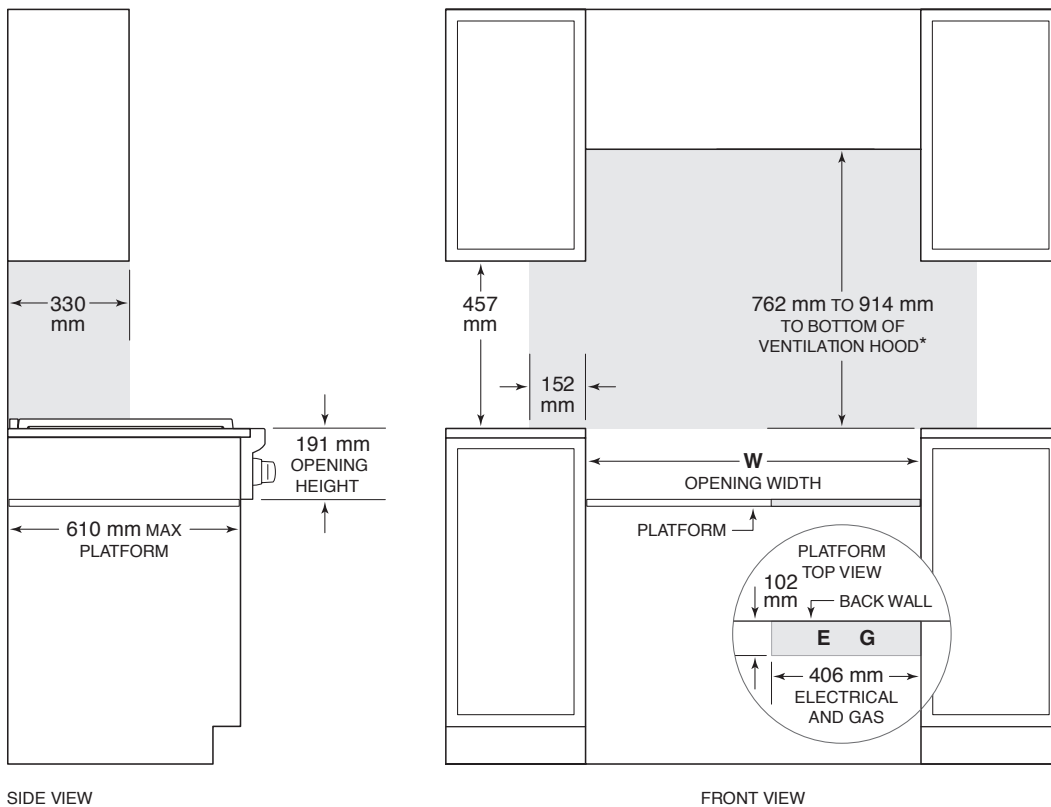 330
mm
191 mm
OPENING
HEIGHT
610 mm MAX
PLATFORM
SIDE VIEW
457
mm
152
mm
762 mm TO 914 mm
TO BOTTOM OF
VENTILATION HOOD*
W
OPENING WIDTH
PLATFORM
PLATFORM
TOP VIEW
102
mm
BACK WALL
E G
406 mm
ELECTRICAL
AND GAS
FRONT VIEW